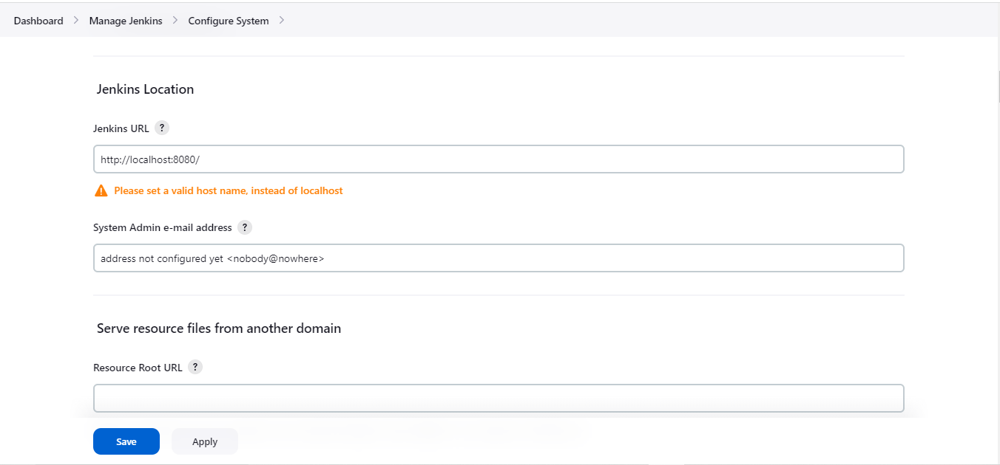 Dashboard > Manage Jenkins > Configure System >
Jenkins Location
Jenkins URL ?
http://localhost:8080/
Please set a valid host name, instead of localhost
System Admin e-mail address ?
address not configured yet <nobody@nowhere>
Serve resource files from another domain
Resource Root URL ?
Save Apply